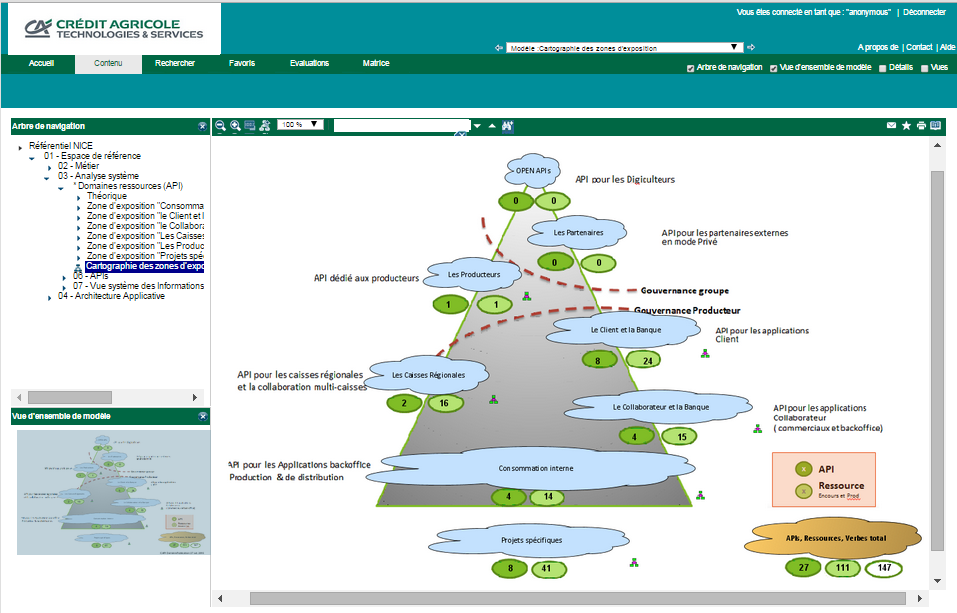 CRÉDIT AGRICOLE
TECHNOLOGIES & SERVICES
Vous êtes connecté en tant que : "anonymous" | Déconnecter
Modèle :Cartographie des zones d'exposition
A propos de | Contact | Aide
Accueil
Contenu
Rechercher
Favoris
Evaluations
Matrice
Arbre de navigation
Vue d'ensemble de modèle
Détails
Vues
Arbre de navigation
100 %
Référentiel NICE
01 - Espace de référence
02 - Métier
03 - Analyse système
* Domaines ressources (API)
Théorique
Zone d'exposition "Consomma
Zone d'exposition "le Client et l
Zone d'exposition "le Collabora
Zone d'exposition "Les Caisses
Zone d'exposition "Les Produc
Zone d'exposition "Projets spé
Cartographie des zones d'expo
06 - APIs
07 - Vue système des Informations
04 - Architecture Applicative
Vue d'ensemble de modèle
OPEN APIs
API pour les Digiculteurs
0
0
Les Partenaires
API pour les partenaires externes
en mode Privé
0
0
API dédié aux producteurs
Les Producteurs
1
1
Gouvernance groupe
Gouvernance Producteur
Le Client et la Banque
API pour les applications
Client
8
24
API pour les caisses régionales
et la collaboration multi-caisses
Les Caisses Régionales
2
16
Le Collaborateur et la Banque
API pour les applications
Collaborateur
( commerciaux et backoffice)
4
15
API pour les Applications backoffice
Production & de distribution
Consommation interne
4
14
x API
x Ressource
Encours et Prod
Projets spécifiques
8
41
APIs, Ressources, Verbes total
27
111
147